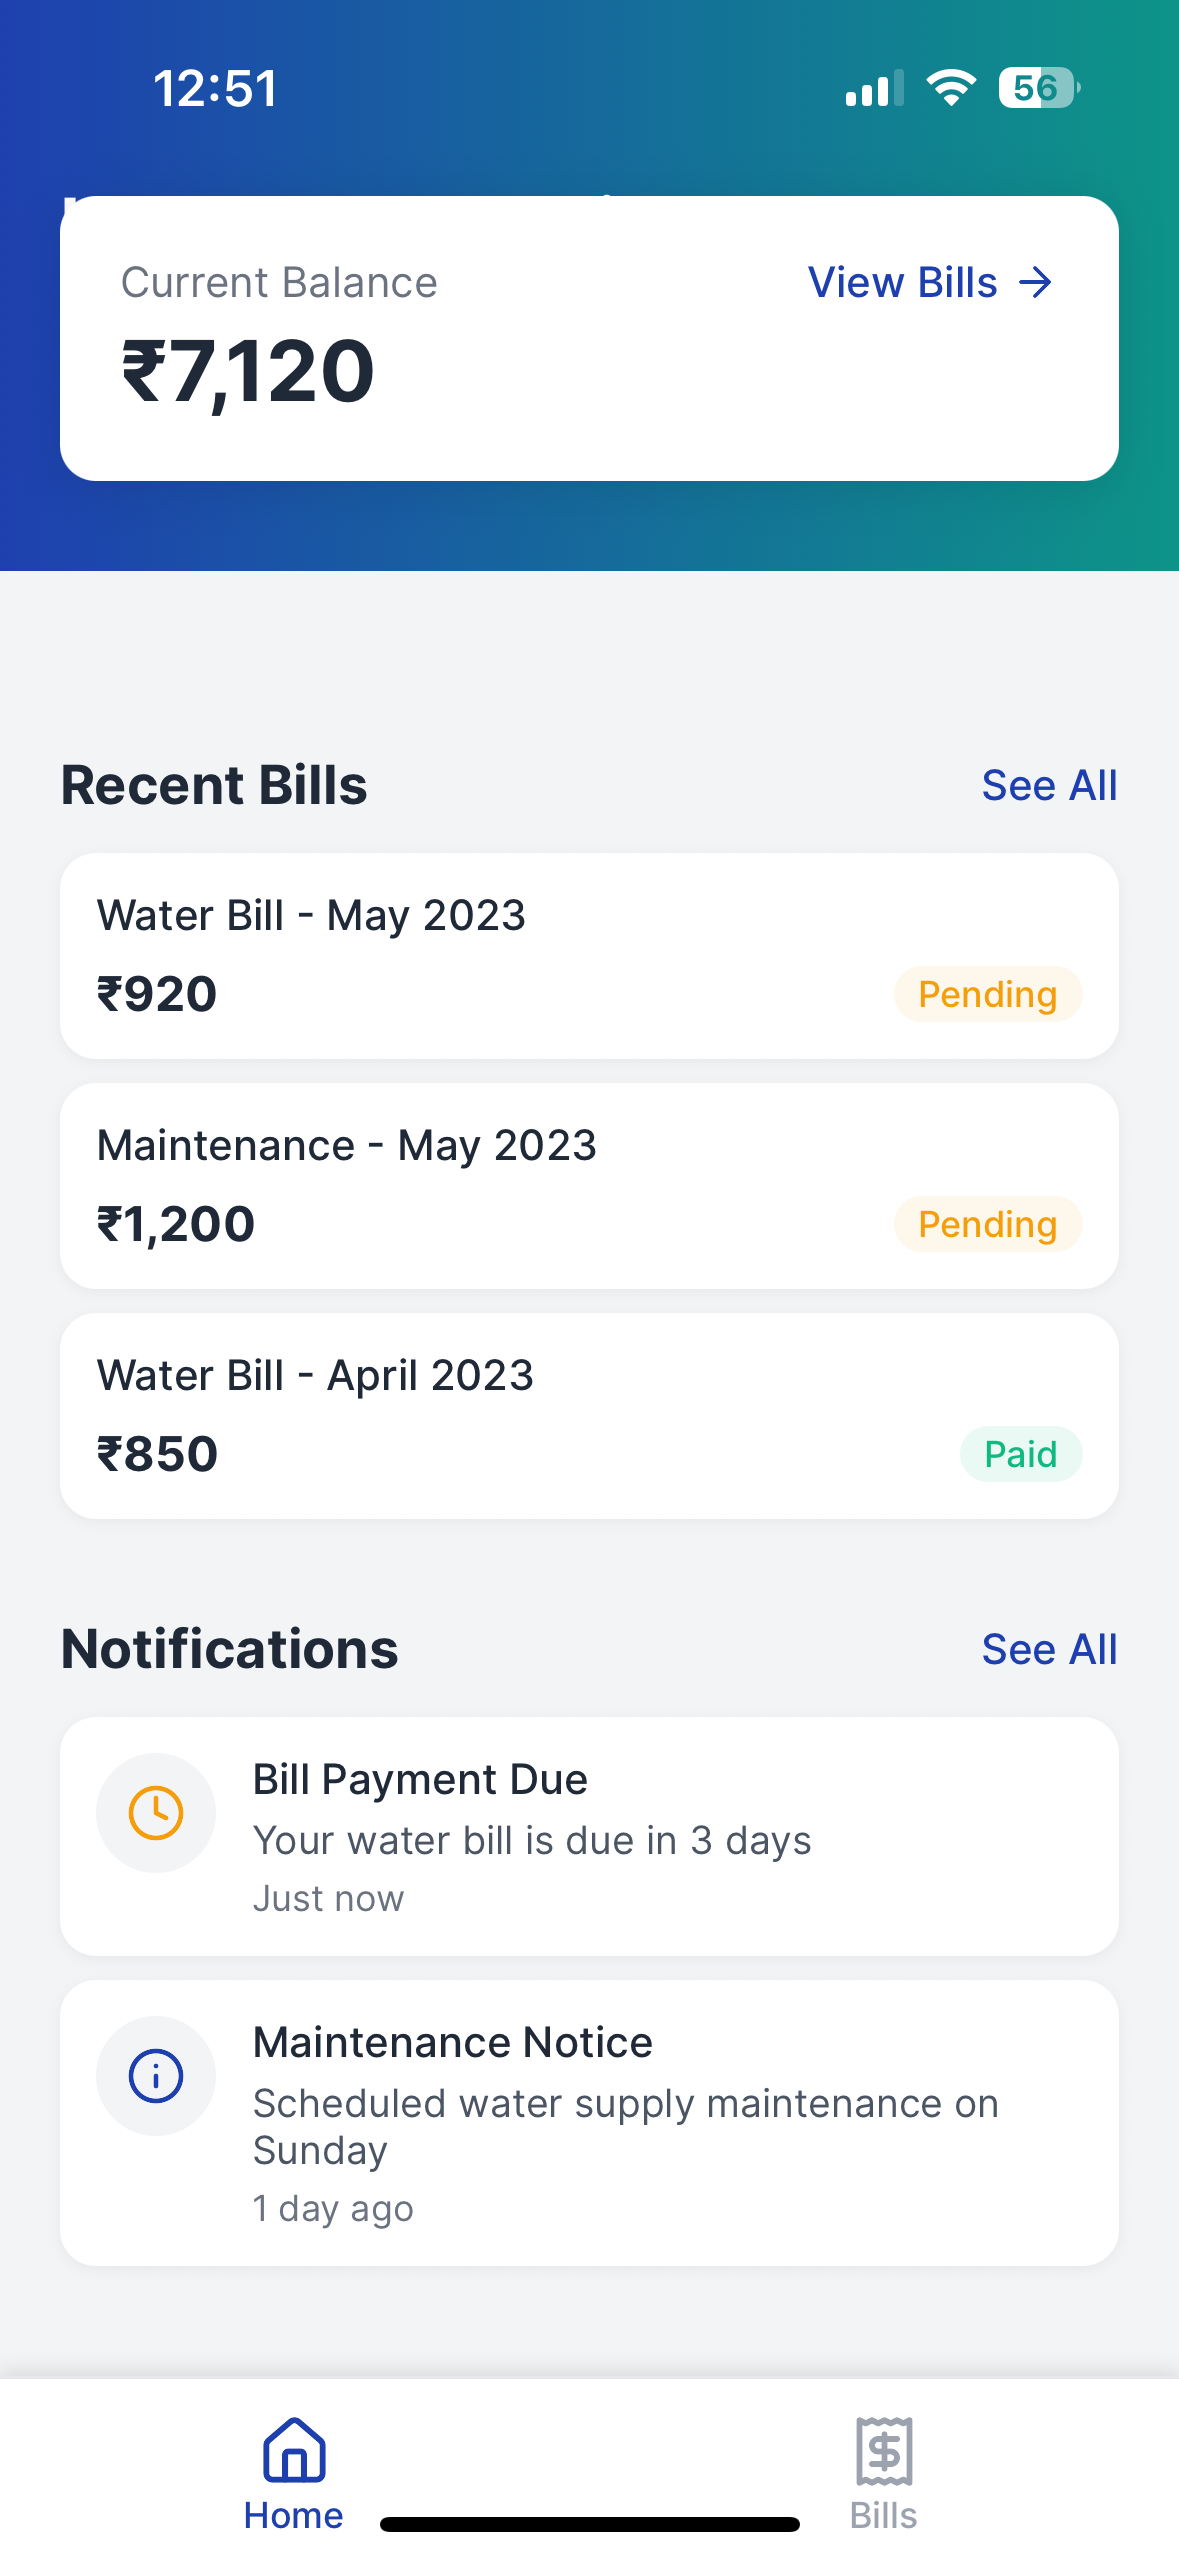 12:51
56
Current Balance
View Bills
₹7,120
Recent Bills
See All
Water Bill - May 2023
₹920
Pending
Maintenance - May 2023
₹1,200
Pending
Water Bill - April 2023
₹850
Paid
Notifications
See All
Bill Payment Due
Your water bill is due in 3 days
Just now
Maintenance Notice
Scheduled water supply maintenance on
Sunday
1 day ago
Home
Bills